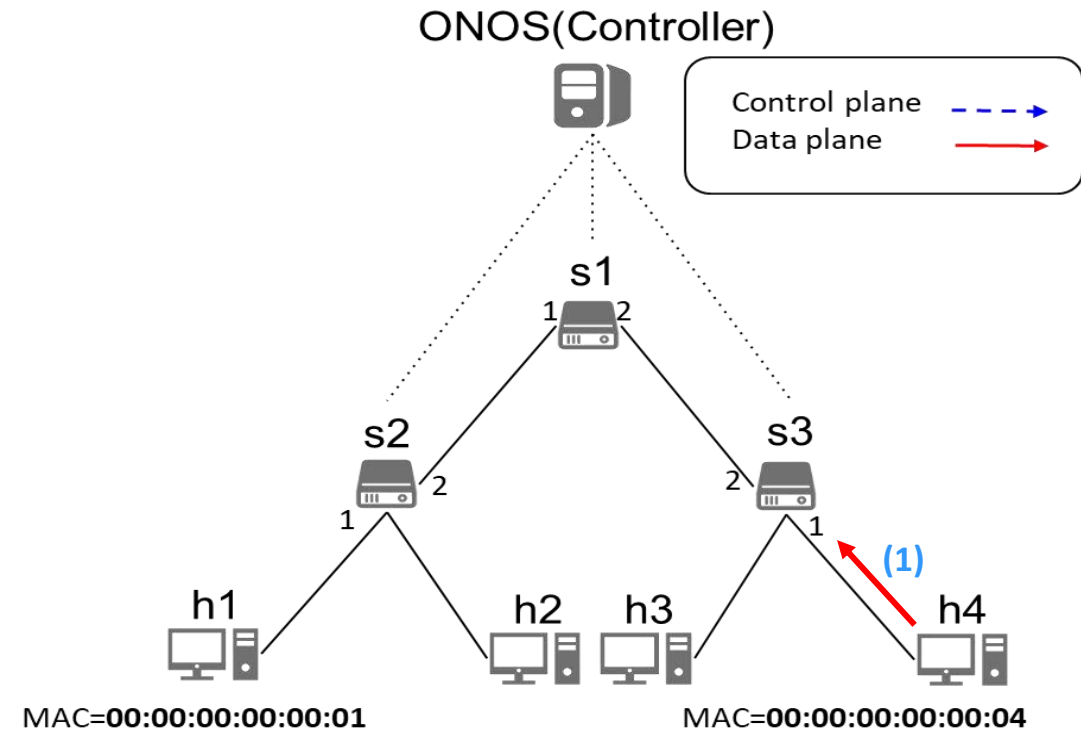 ONOS(Controller)
Control plane
Data plane
s1
1 2
s2
s3
2
2
1
1
(1)
h1
h2
h3
h4
MAC=00:00:00:00:00:01
MAC=00:00:00:00:00:04